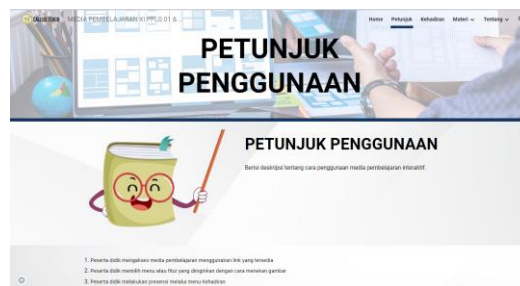 MEDIA PEMBELAJARAN XI PPLG 01 &
Home Petunjuk Kehadiran Materi Tentang
PETUNJUK
PENGGUNAAN
PETUNJUK PENGGUNAAN
Berisi deskripsi tentang cara penggunaan media pembelajaran interaktif.
1. Peserta didik mengakses media pembelajaran menggunakan link yang tersedia
2. Peserta didik memilih menu atau fitur yang diinginkan dengan cara menekan gambar
3. Peserta didik melakukan presensi melalui menu Kehadiran